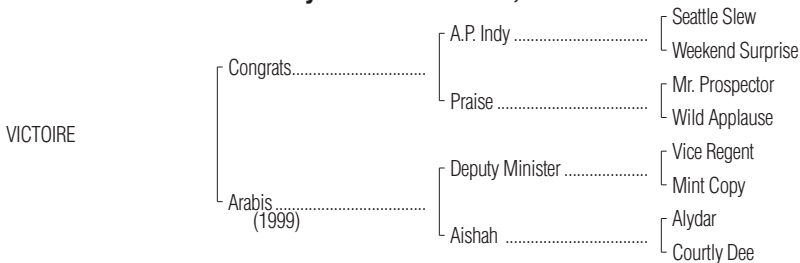 Seattle Slew
A.P. Indy ..................................
Weekend Surprise
Congrats..................................
Mr. Prospector
Praise ......................................
Wild Applause
VICTOIRE
Vice Regent
Deputy Minister .....................
Mint Copy
Arabis ......................................
(1999)
Alydar
Aishah ....................................
Courtly Dee